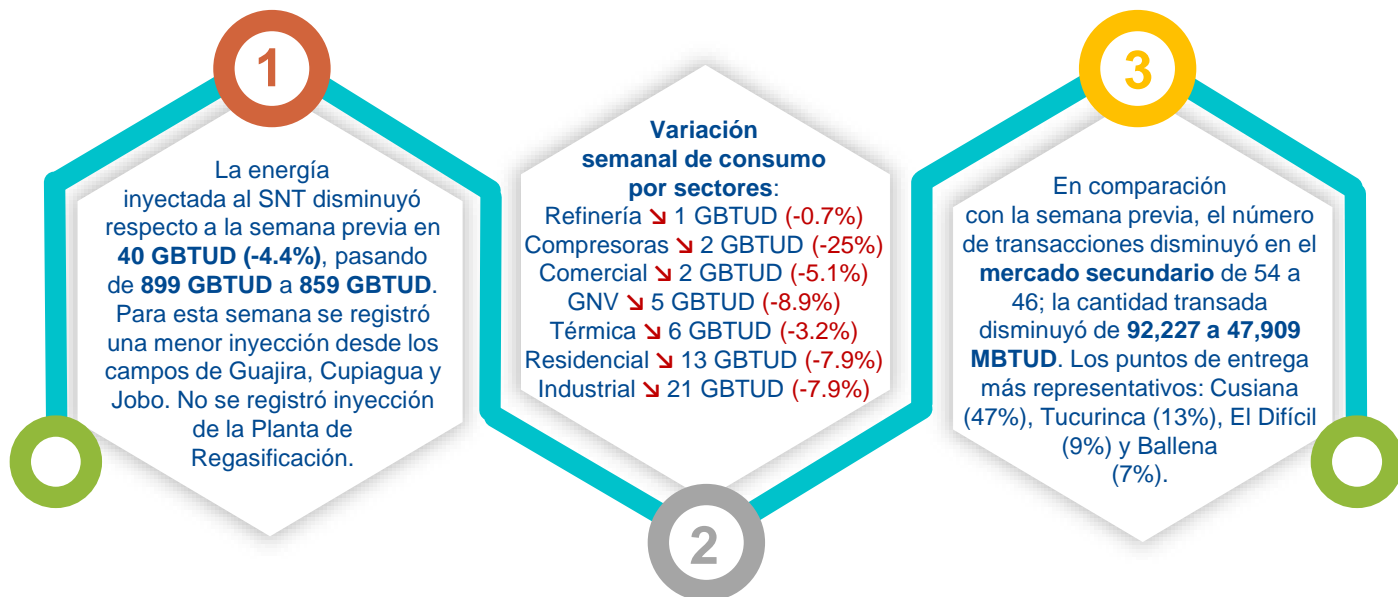 1
La energía
inyectada al SNT disminuyó
respecto a la semana previa en
40 GBTUD (-4.4%), pasando
de 899 GBTUD a 859 GBTUD.
Para esta semana se registró
una menor inyección desde los
campos de Guajira, Cupiagua y
Jobo. No se registró inyección
de la Planta de
Regasificación.
Variación
semanal de consumo
por sectores:
Refinería ↘ 1 GBTUD (-0.7%)
Compresoras ↘ 2 GBTUD (-25%)
Comercial ↘ 2 GBTUD (-5.1%)
GNV ↘ 5 GBTUD (-8.9%)
Térmica ↘ 6 GBTUD (-3.2%)
Residencial ↘ 13 GBTUD (-7.9%)
Industrial ↘ 21 GBTUD (-7.9%)
2
3
En comparación
con la semana previa, el número
de transacciones disminuyó en el
mercado secundario de 54 a
46; la cantidad transada
disminuyó de 92,227 a 47,909
MBTUD. Los puntos de entrega
más representativos: Cusiana
(47%), Tucurinca (13%), El Difícil
(9%) y Ballena
(7%).